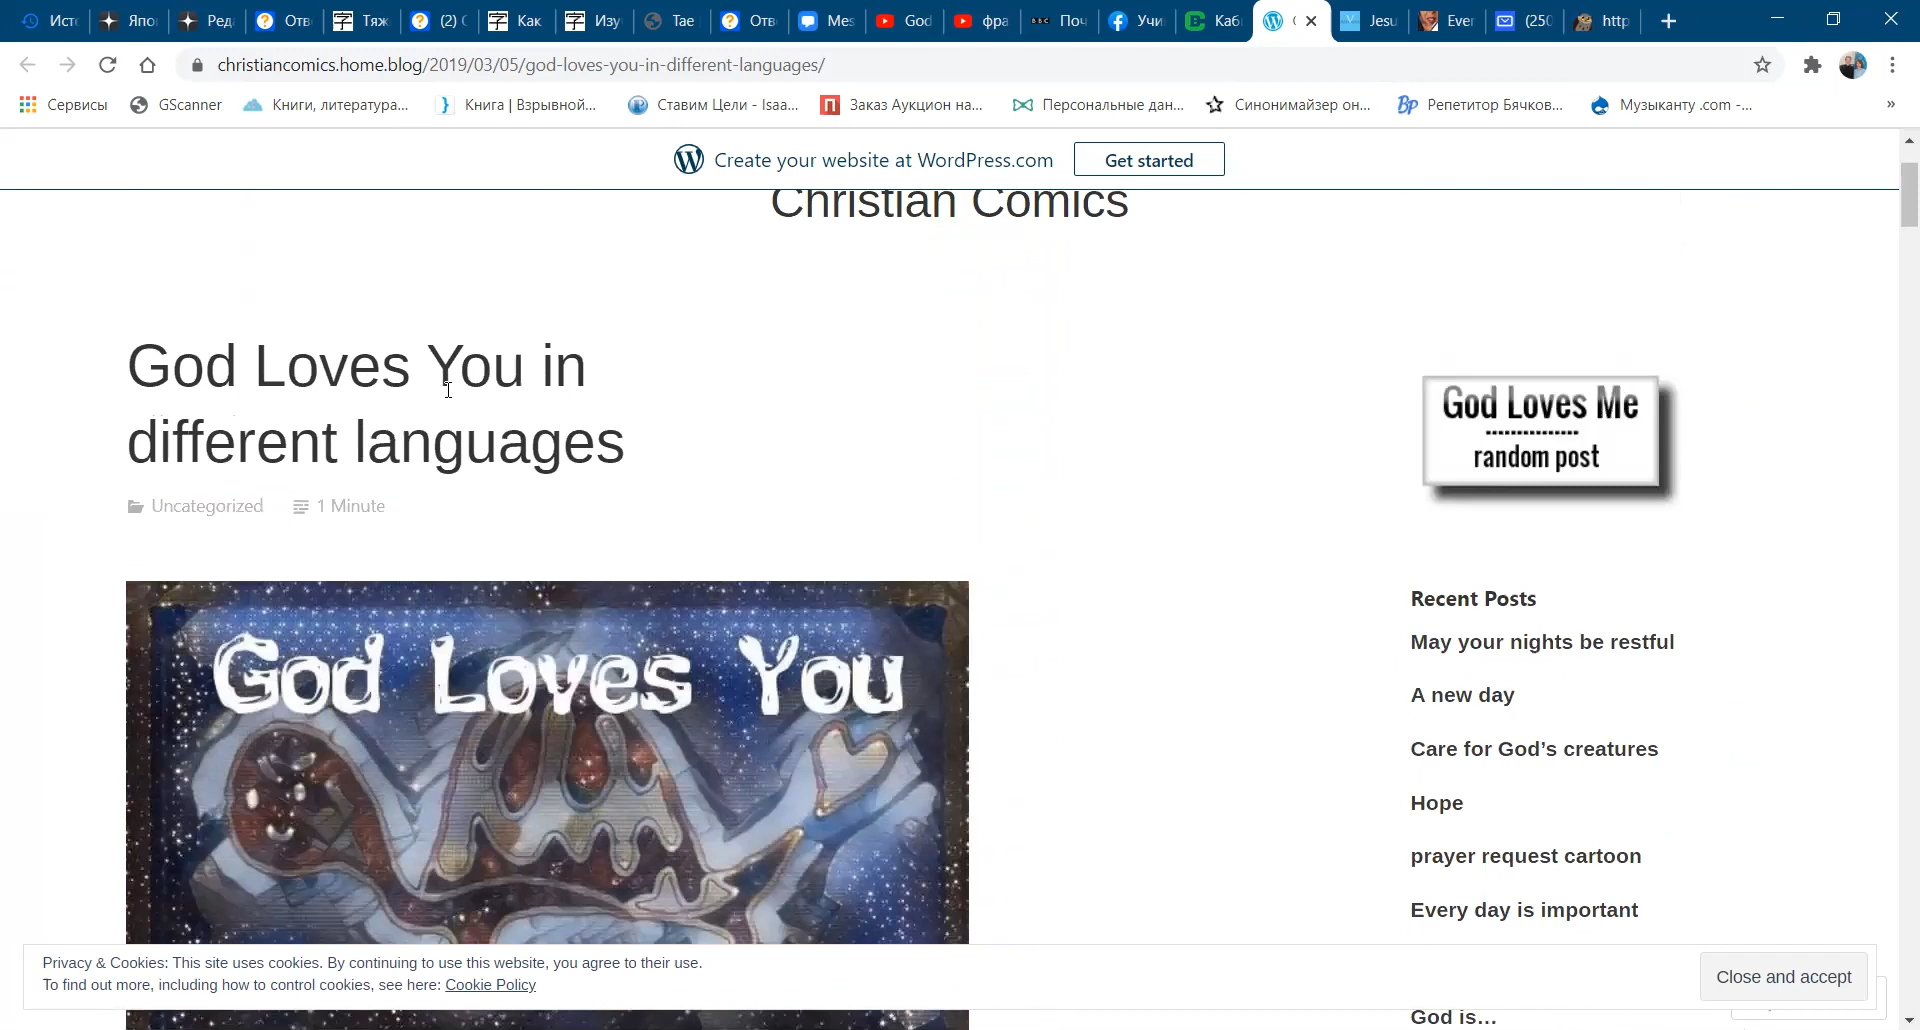 Исто
Япо
Ред
Отв
Тяж
(2) С
Как
Изу
Tae
Отв
Mes
God
фра
BBC
Поч
Учи
Каб
Jesu
Ever
(250
http
christiancomics.home.blog/2019/03/05/god-loves-you-in-different-languages/
Сервисы
GScanner
Книги, литература...
Книга | Взрывной...
Ставим Цели - Isaa...
Заказ Аукцион на...
Персональные дан...
Синонимайзер он...
Репетитор Бячков...
Музыканту .com -...
»
Create your website at WordPress.com
Get started
Christian Comics
God Loves You in
different languages
Uncategorized
1 Minute
God Loves Me
---------------
random post
God Loves You
Recent Posts
May your nights be restful
A new day
Care for God’s creatures
Hope
prayer request cartoon
Every day is important
God is...
Privacy & Cookies: This site uses cookies. By continuing to use this website, you agree to their use.
To find out more, including how to control cookies, see here: Cookie Policy
Close and accept